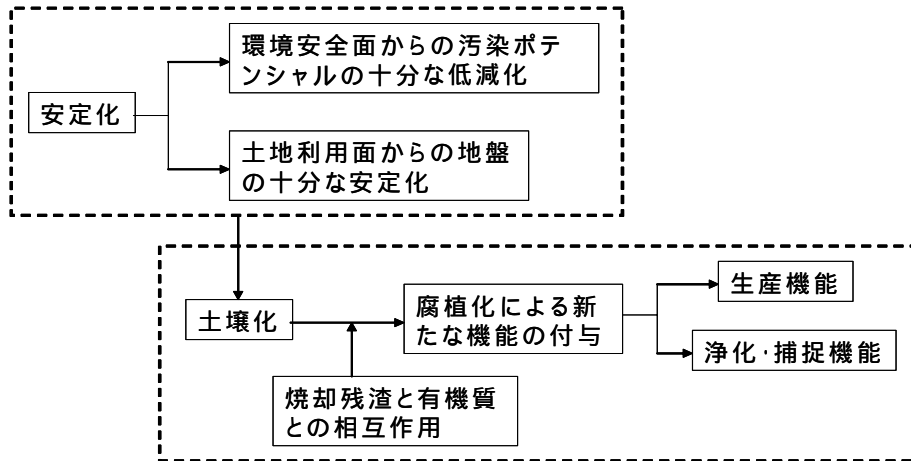 環境安全面からの汚染ポテ
ンシャルの十分な低減化
安定化
土地利用面からの地盤
の十分な安定化
土壌化
腐植化による新
たな機能の付与
生産機能
浄化・捕捉機能
焼却残渣と有機質
との相互作用